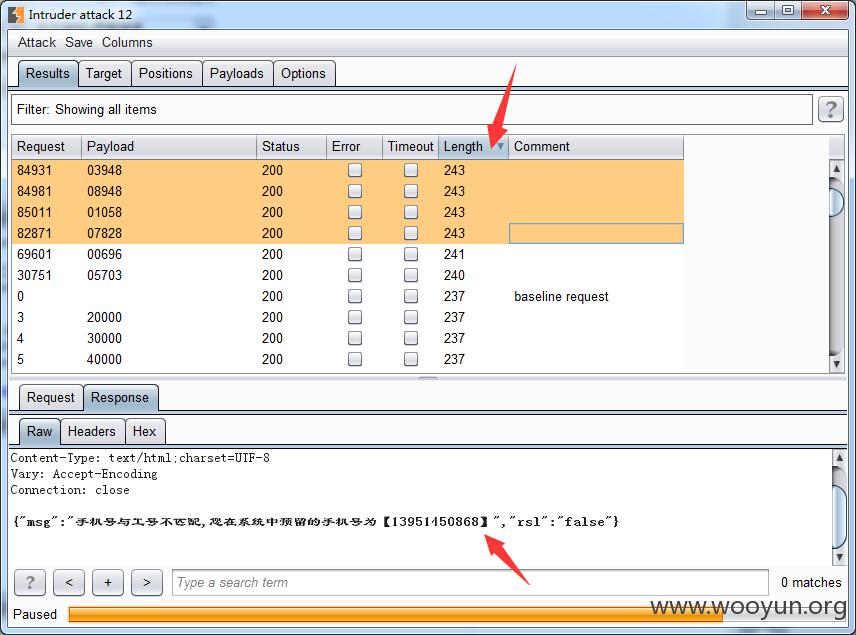 Intruder attack 12
Attack Save Columns
Results Target Positions Payloads Options
Filter: Showing all items
?
Request Payload Status Error Timeout Length Comment
84931 03948 200 243
84981 08948 200 243
85011 01058 200 243
82871 07828 200 243
69601 00696 200 241
30751 05703 200 240
0 200 237 baseline request
3 20000 200 237
4 30000 200 237
5 40000 200 237
Request Response
Raw Headers Hex
Content-Type: text/html;charset=UTF-8
Vary: Accept-Encoding
Connection: close
{"msg":"手机号与工号不匹配,您在系统中预留的手机号为【13951450868】","rsl":"false"}
? < + > Type a search term 0 matches
Paused
www.wooyun.org